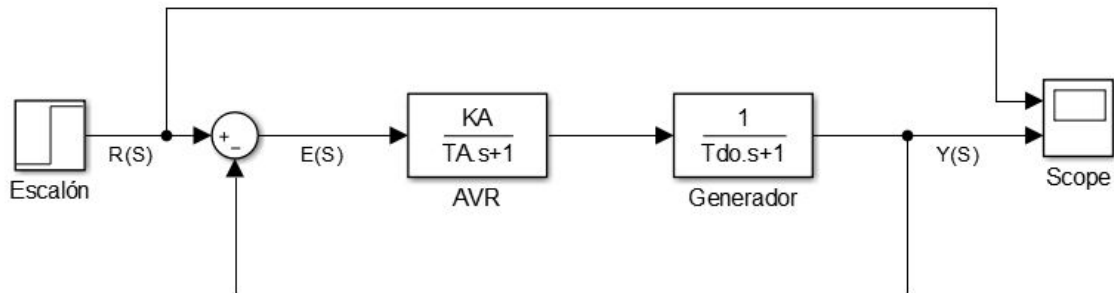 Escalón
R(S)
+
−
E(S)
KA
TA.s+1
AVR
1
Tdo.s+1
Generador
Y(S)
Scope